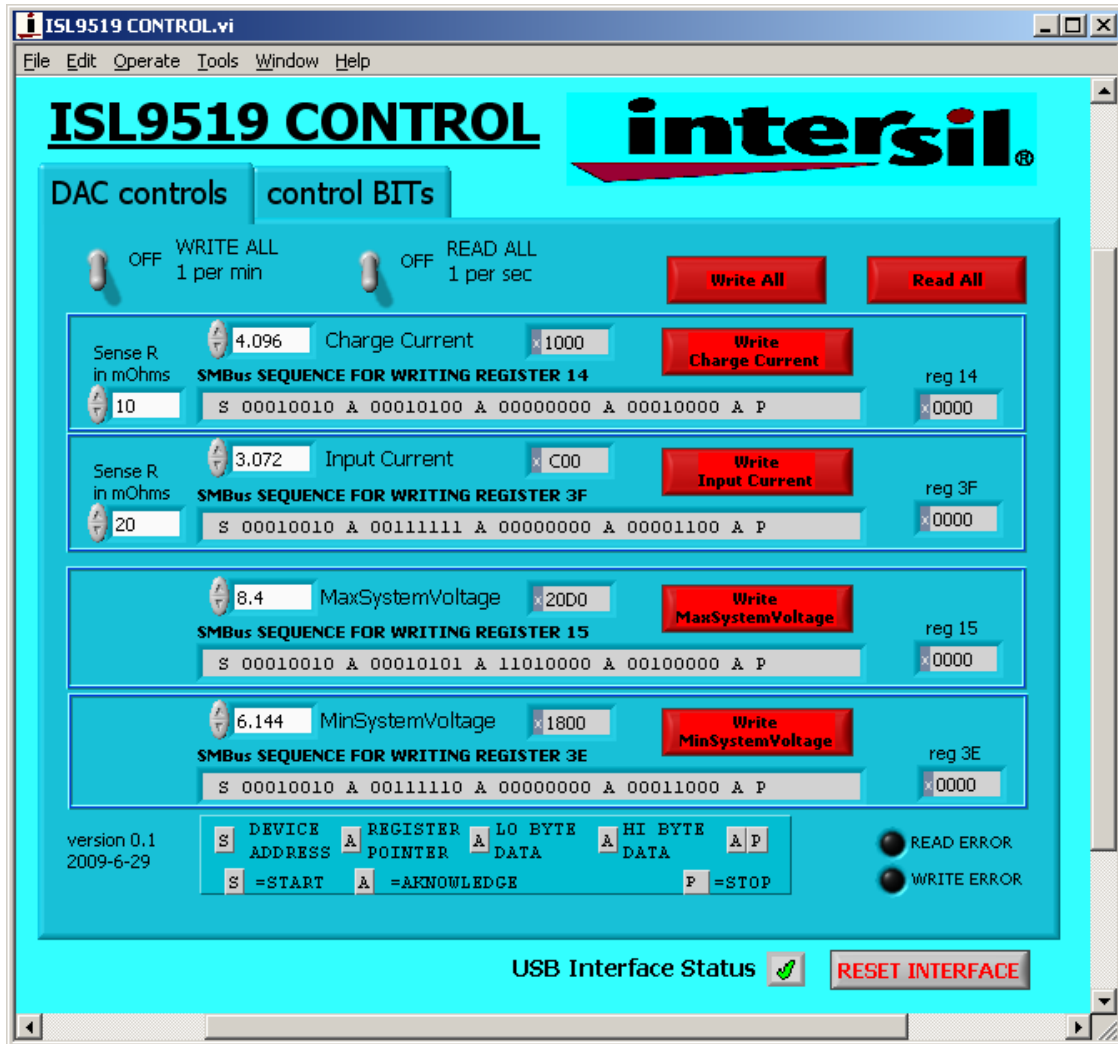 ISL9519 CONTROL.vi
File Edit Operate Tools Window Help
ISL9519 CONTROL
intersil®
DAC controls control BITs
OFF WRITE ALL 1 per min
OFF READ ALL 1 per sec
Write All
Read All
Sense R in mOhms
10
4.096 Charge Current x 1000
Write Charge Current
SMBus SEQUENCE FOR WRITING REGISTER 14
S 00010010 A 00010100 A 00000000 A 00010000 A P
reg 14
x 0000
Sense R in mOhms
20
3.072 Input Current x C00
Write Input Current
SMBus SEQUENCE FOR WRITING REGISTER 3F
S 00010010 A 00111111 A 00000000 A 00001100 A P
reg 3F
x 0000
8.4 MaxSystemVoltage x 20D0
Write MaxSystemVoltage
SMBus SEQUENCE FOR WRITING REGISTER 15
S 00010010 A 00010101 A 11010000 A 00100000 A P
reg 15
x 0000
6.144 MinSystemVoltage x 1800
Write MinSystemVoltage
SMBus SEQUENCE FOR WRITING REGISTER 3E
S 00010010 A 00111110 A 00000000 A 00011000 A P
reg 3E
x 0000
version 0.1
2009-6-29
S DEVICE ADDRESS A REGISTER POINTER A LO BYTE DATA A HI BYTE DATA A P
S =START A =AKNOWLEDGE P =STOP
READ ERROR
WRITE ERROR
USB Interface Status
RESET INTERFACE